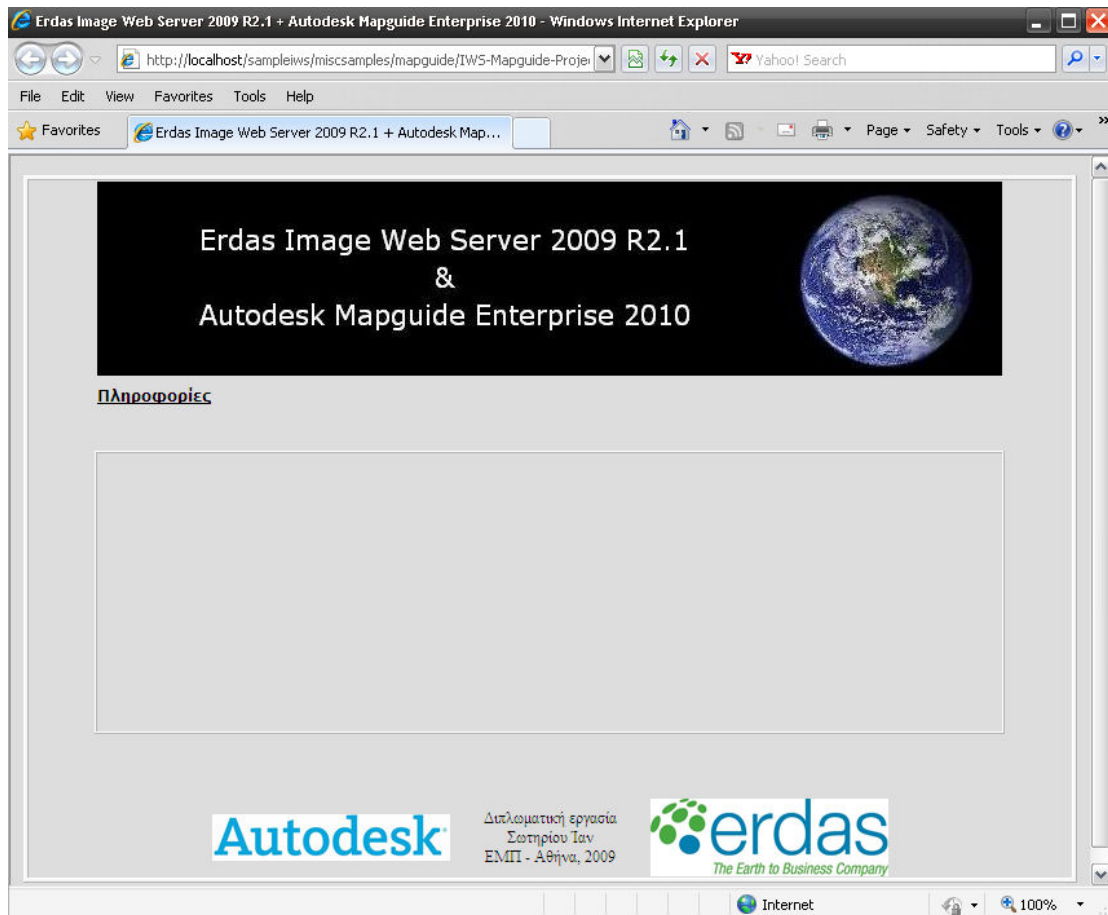 Erdas Image Web Server 2009 R2.1 + Autodesk Mapguide Enterprise 2010 - Windows Internet Explorer
http://localhost/sampleiws/miscsamples/mapguide/IWS-Mapguide-Proje
Yahoo! Search
File Edit View Favorites Tools Help
Favorites
Erdas Image Web Server 2009 R2.1 + Autodesk Map...
Page Safety Tools
Erdas Image Web Server 2009 R2.1
&
Autodesk Mapguide Enterprise 2010
Πληροφορίες
Autodesk
Διπλωματική εργασία
Σωτηρίου Ίαν
ΕΜΠ - Αθήνα, 2009
erdas
The Earth to Business Company
Internet
100%